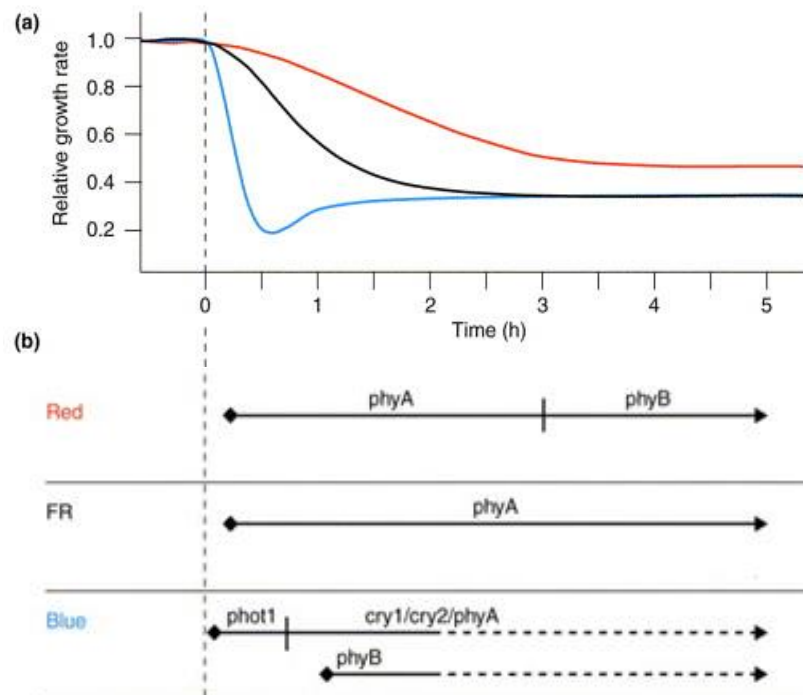 (a)
Relative growth rate
1.0
0.8
0.6
0.4
0.2
0 1 2 3 4 5
Time (h)
(b)
Red phyA phyB
FR phyA
Blue phot1 cry1/cry2/phyA
phyB